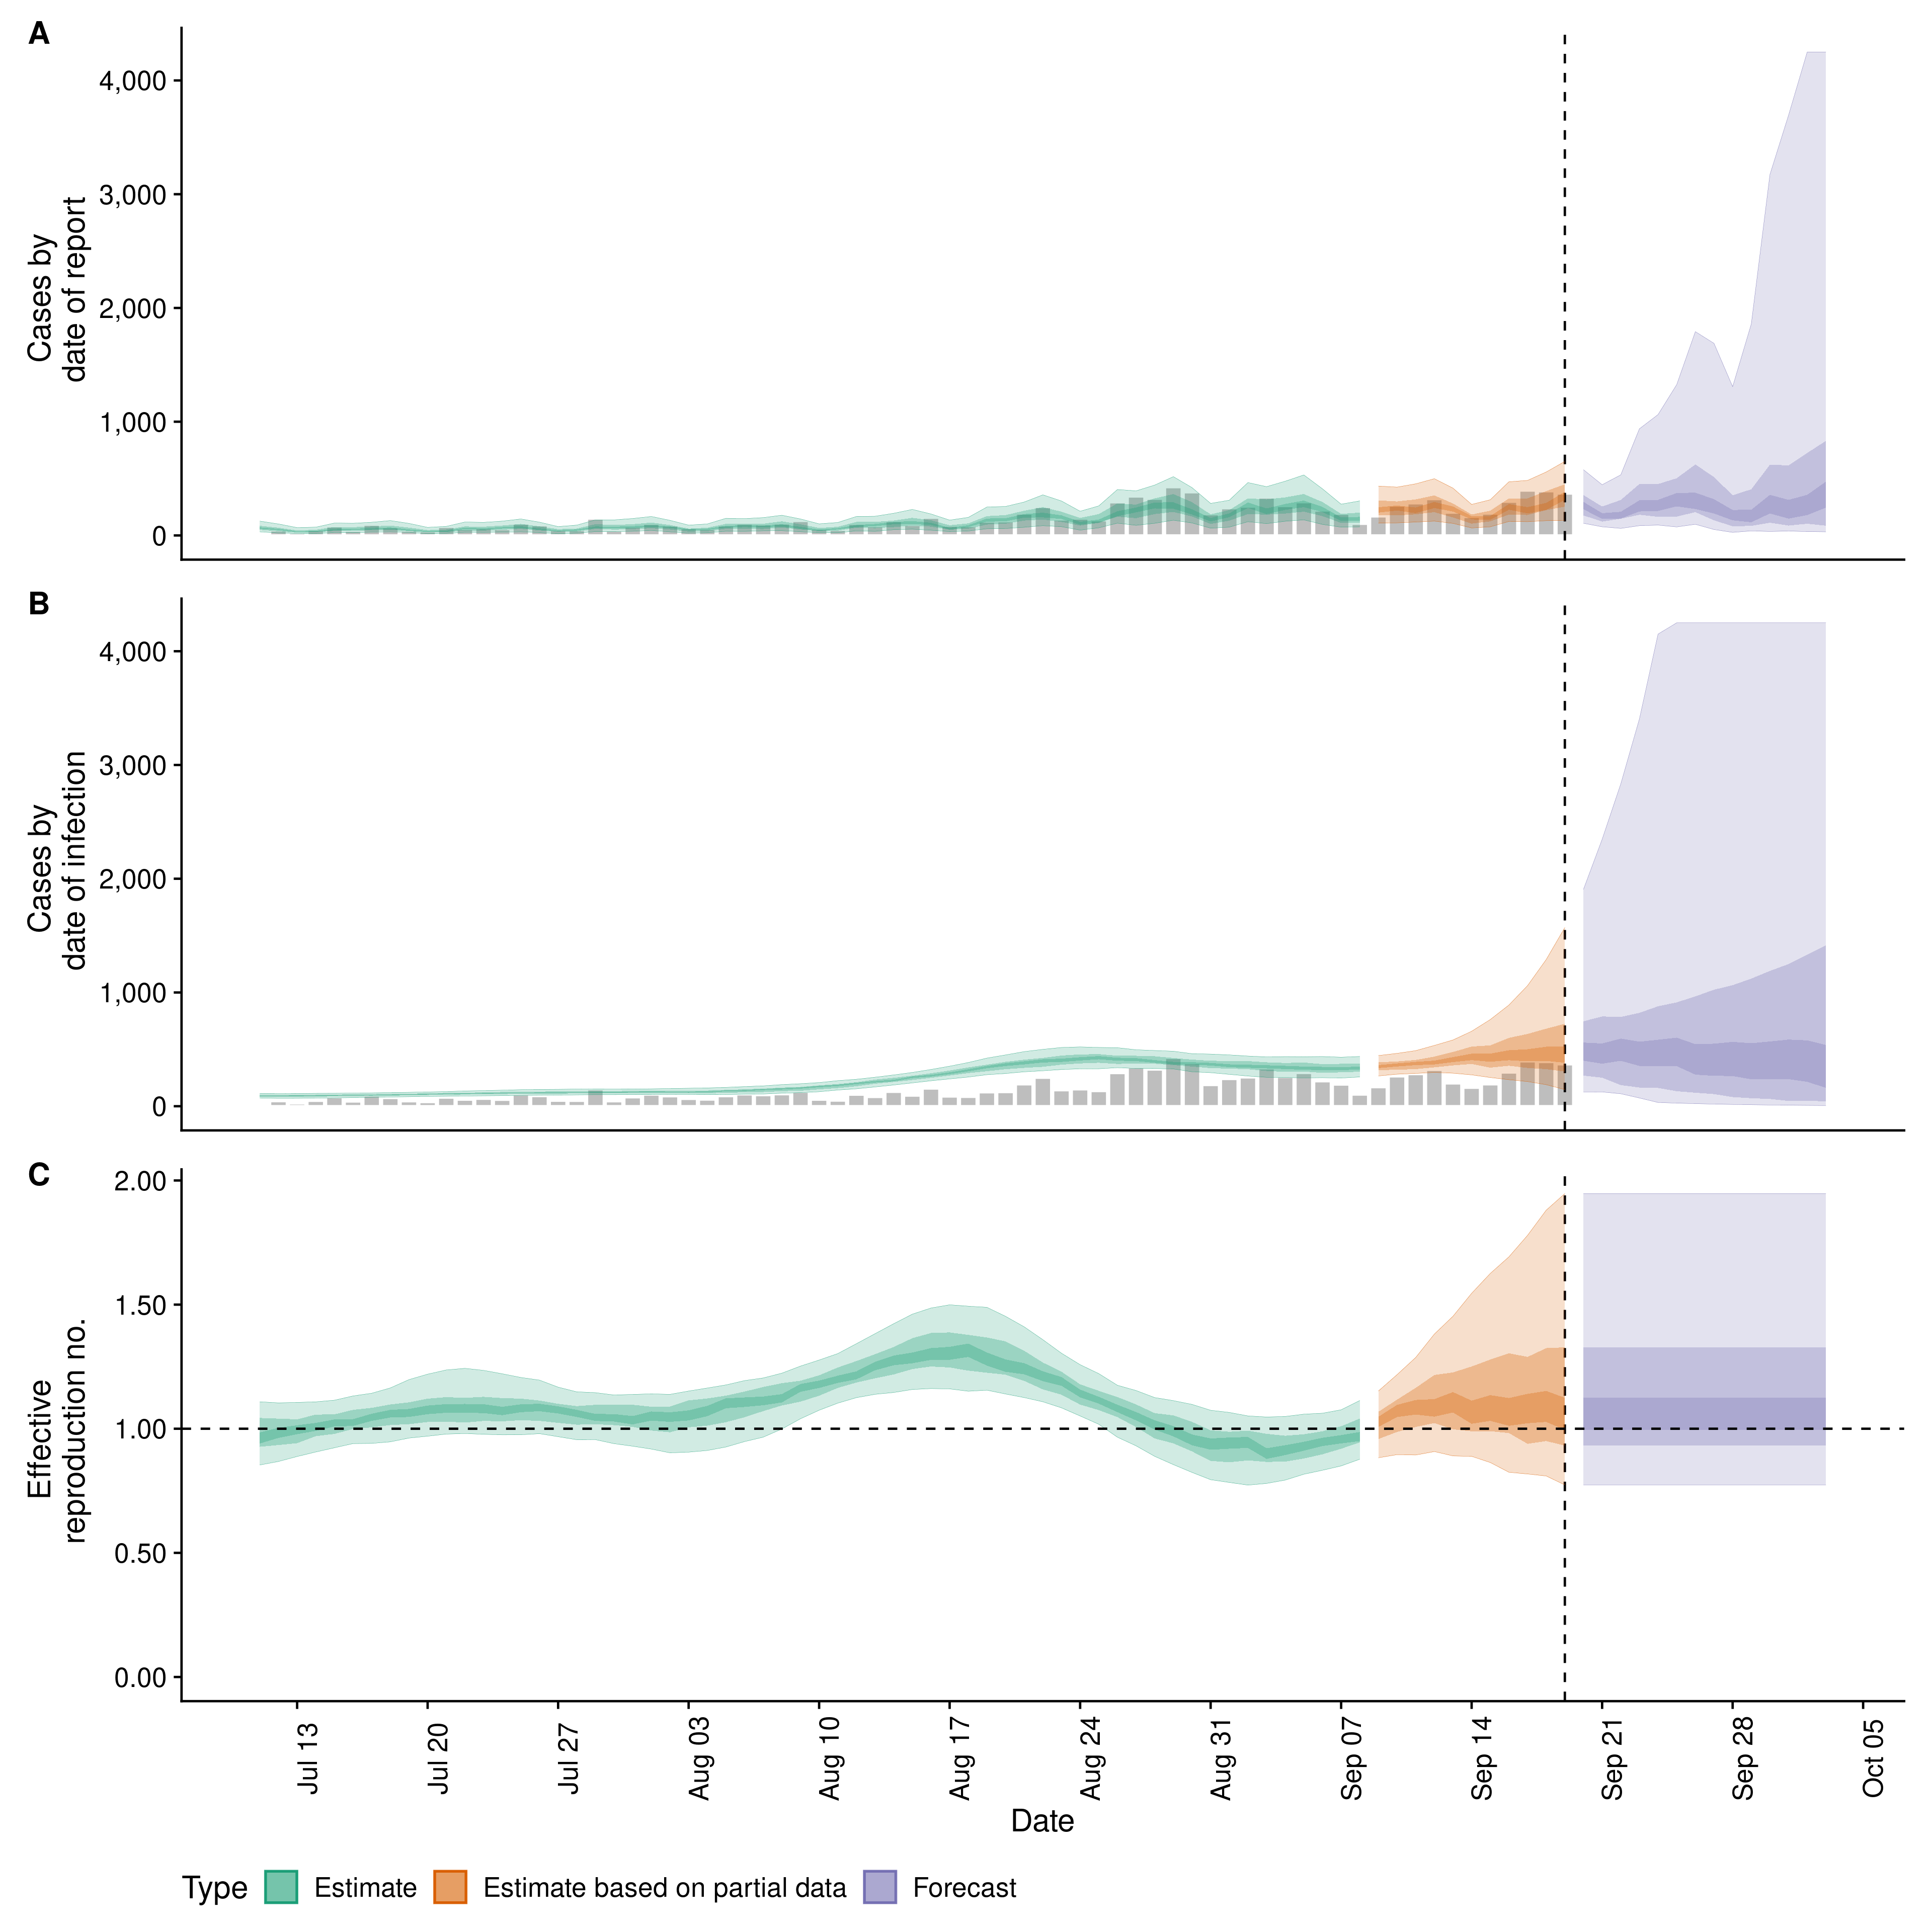 A
Cases by
date of report
4,000
3,000
2,000
1,000
0
B
Cases by
date of infection
4,000
3,000
2,000
1,000
0
C
Effective
reproduction no.
2.00
1.50
1.00
0.50
0.00
Jul 13
Jul 20
Jul 27
Aug 03
Aug 10
Aug 17
Aug 24
Aug 31
Sep 07
Sep 14
Sep 21
Sep 28
Oct 05
Date
Type Estimate Estimate based on partial data Forecast